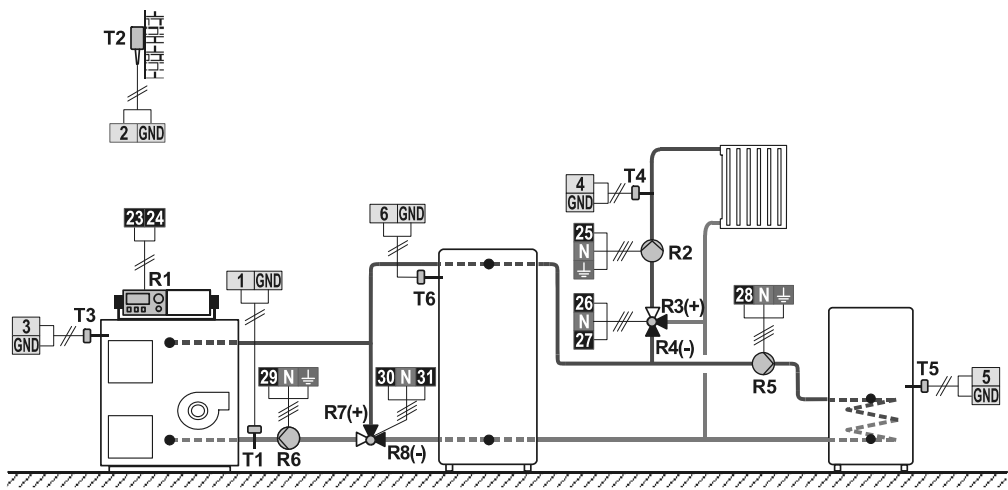 T2
2 GND
23 24
R1
1 GND
6 GND
T6
T3
3
GND
29 N
T1
R6
R7(+)
30 N 31
R8(-)
4
GND
T4
25
N
R2
26
N
27
R3(+)
R4(-)
28 N
R5
T5
5
GND